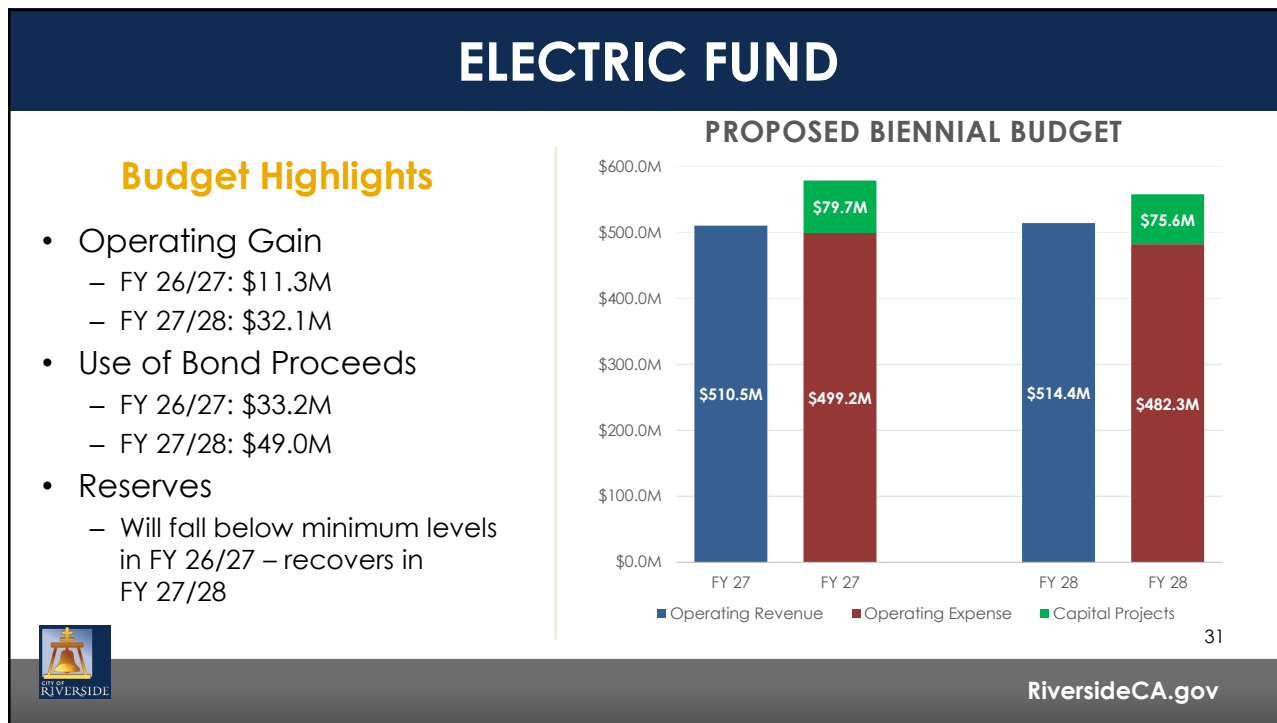 ELECTRIC FUND
Budget Highlights
• Operating Gain
– FY 26/27: $11.3M
– FY 27/28: $32.1M
• Use of Bond Proceeds
– FY 26/27: $33.2M
– FY 27/28: $49.0M
• Reserves
– Will fall below minimum levels
in FY 26/27 – recovers in
FY 27/28
PROPOSED BIENNIAL BUDGET
$600.0M
$500.0M
$400.0M
$300.0M
$200.0M
$100.0M
$0.0M
$79.7M
$75.6M
$510.5M
$499.2M
$514.4M
$482.3M
FY 27
FY 27
FY 28
FY 28
Operating Revenue
Operating Expense
Capital Projects
31
CITY OF
RIVERSIDE
RiversideCA.gov